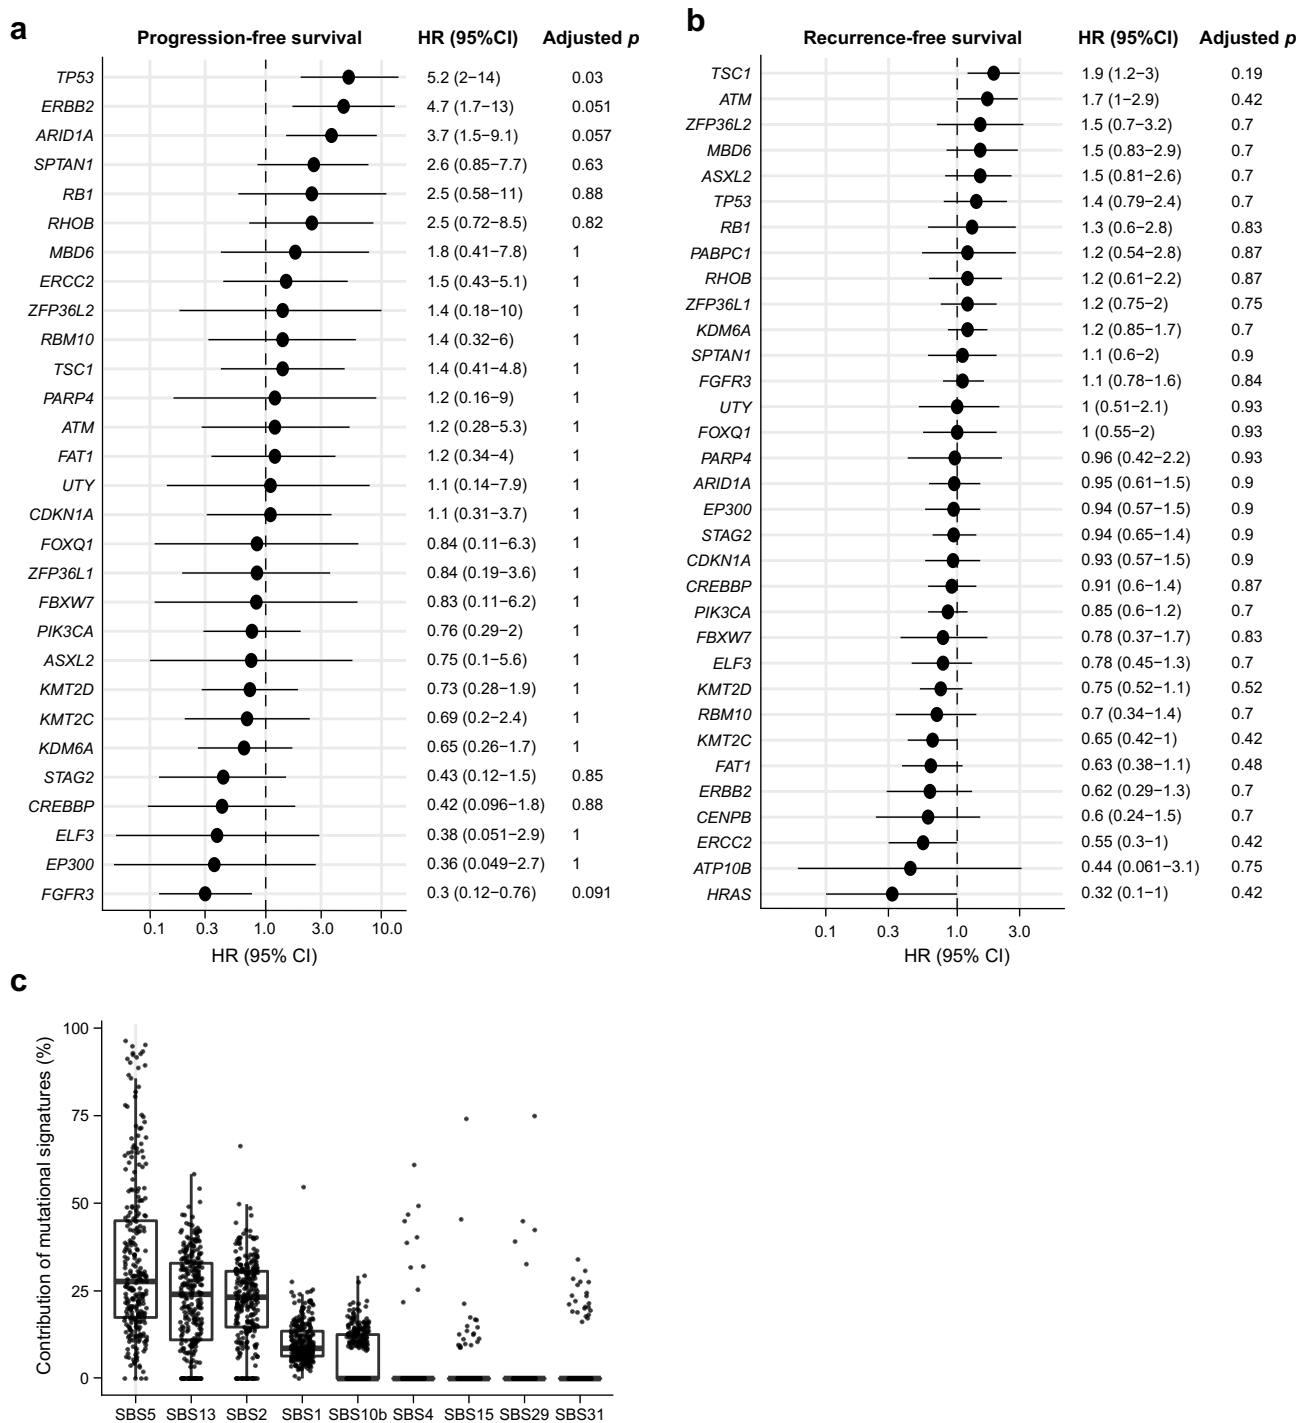 a
Progression-free survival HR (95%CI) Adjusted p
TP53 5.2 (2−14) 0.03
ERBB2 4.7 (1.7−13) 0.051
ARID1A 3.7 (1.5−9.1) 0.057
SPTAN1 2.6 (0.85−7.7) 0.63
RB1 2.5 (0.58−11) 0.88
RHOB 2.5 (0.72−8.5) 0.82
MBD6 1.8 (0.41−7.8) 1
ERCC2 1.5 (0.43−5.1) 1
ZFP36L2 1.4 (0.18−10) 1
RBM10 1.4 (0.32−6) 1
TSC1 1.4 (0.41−4.8) 1
PARP4 1.2 (0.16−9) 1
ATM 1.2 (0.28−5.3) 1
FAT1 1.2 (0.34−4) 1
UTY 1.1 (0.14−7.9) 1
CDKN1A 1.1 (0.31−3.7) 1
FOXQ1 0.84 (0.11−6.3) 1
ZFP36L1 0.84 (0.19−3.6) 1
FBXW7 0.83 (0.11−6.2) 1
PIK3CA 0.76 (0.29−2) 1
ASXL2 0.75 (0.1−5.6) 1
KMT2D 0.73 (0.28−1.9) 1
KMT2C 0.69 (0.2−2.4) 1
KDM6A 0.65 (0.26−1.7) 1
STAG2 0.43 (0.12−1.5) 0.85
CREBBP 0.42 (0.096−1.8) 0.88
ELF3 0.38 (0.051−2.9) 1
EP300 0.36 (0.049−2.7) 1
FGFR3 0.3 (0.12−0.76) 0.091
0.1 0.3 1.0 3.0 10.0
HR (95% CI)
b
Recurrence-free survival HR (95%CI) Adjusted p
TSC1 1.9 (1.2−3) 0.19
ATM 1.7 (1−2.9) 0.42
ZFP36L2 1.5 (0.7−3.2) 0.7
MBD6 1.5 (0.83−2.9) 0.7
ASXL2 1.5 (0.81−2.6) 0.7
TP53 1.4 (0.79−2.4) 0.7
RB1 1.3 (0.6−2.8) 0.83
PABPC1 1.2 (0.54−2.8) 0.87
RHOB 1.2 (0.61−2.2) 0.87
ZFP36L1 1.2 (0.75−2) 0.75
KDM6A 1.2 (0.85−1.7) 0.7
SPTAN1 1.1 (0.6−2) 0.9
FGFR3 1.1 (0.78−1.6) 0.84
UTY 1 (0.51−2.1) 0.93
FOXQ1 1 (0.55−2) 0.93
PARP4 0.96 (0.42−2.2) 0.93
ARID1A 0.95 (0.61−1.5) 0.9
EP300 0.94 (0.57−1.5) 0.9
STAG2 0.94 (0.65−1.4) 0.9
CDKN1A 0.93 (0.57−1.5) 0.9
CREBBP 0.91 (0.6−1.4) 0.87
PIK3CA 0.85 (0.6−1.2) 0.7
FBXW7 0.78 (0.37−1.7) 0.83
ELF3 0.78 (0.45−1.3) 0.7
KMT2D 0.75 (0.52−1.1) 0.52
RBM10 0.7 (0.34−1.4) 0.7
KMT2C 0.65 (0.42−1) 0.42
FAT1 0.63 (0.38−1.1) 0.48
ERBB2 0.62 (0.29−1.3) 0.7
CENPB 0.6 (0.24−1.5) 0.7
ERCC2 0.55 (0.3−1) 0.42
ATP10B 0.44 (0.061−3.1) 0.75
HRAS 0.32 (0.1−1) 0.42
0.1 0.3 1.0 3.0
HR (95% CI)
c
Contribution of mutational signatures (%)
100
75
50
25
0
SBS5 SBS13 SBS2 SBS1 SBS10b SBS4 SBS15 SBS29 SBS31